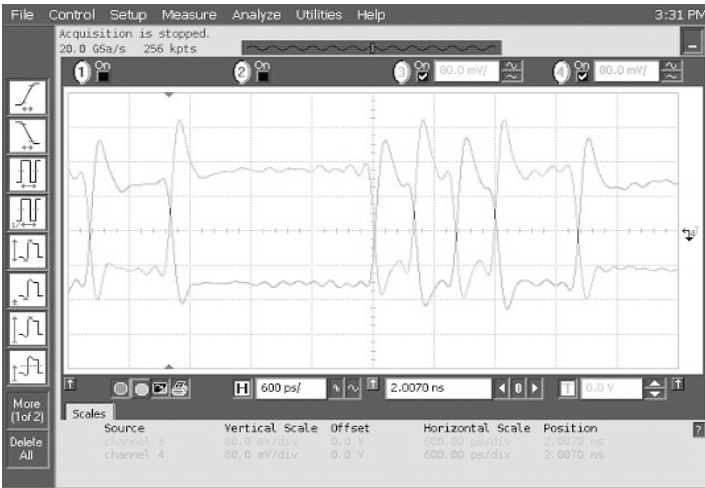 File Control Setup Measure Analyze Utilities Help 3:31 PM
Acquisition is stopped.
20.0 GSa/s 256 kpts
1 On 2 On 3 On 80.0 mV/ 4 On 80.0 mV/
H 600 ps/ 2.0070 ns 0 T 0.0 V
More
(1of 2)
Delete
All
Scales
Source Vertical Scale Offset Horizontal Scale Position
channel 3 80.0 mV/div 0.0 V 600.00 ps/div 2.0070 ns
channel 4 80.0 mV/div 0.0 V 600.00 ps/div 2.0070 ns
?